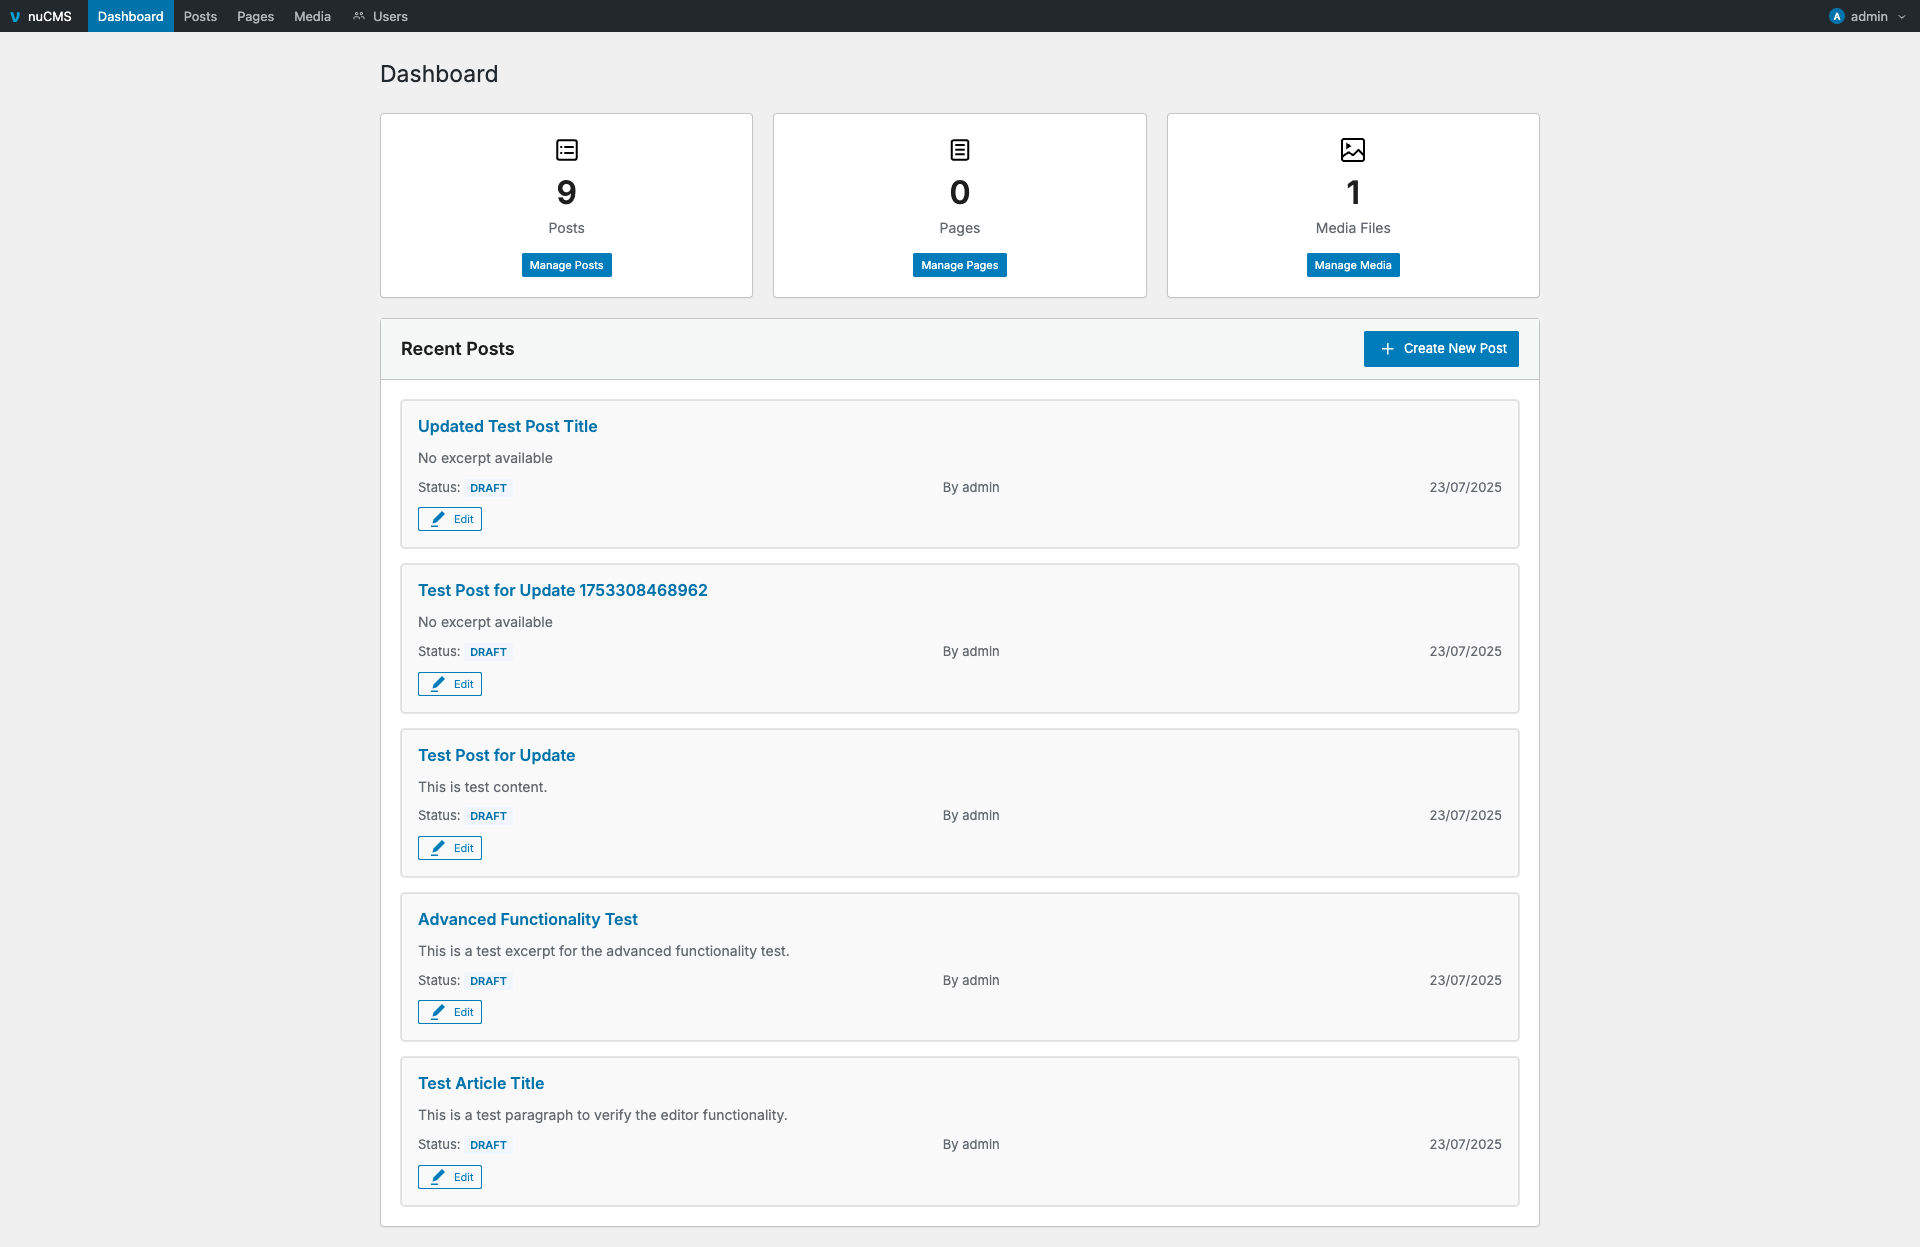 nuCMS Dashboard Posts Pages Media Users A admin
Dashboard
9 0 1
Posts Pages Media Files
Manage Posts Manage Pages Manage Media
Recent Posts Create New Post
Updated Test Post Title
No excerpt available
Status: DRAFT By admin 23/07/2025
Edit
Test Post for Update 1753308468962
No excerpt available
Status: DRAFT By admin 23/07/2025
Edit
Test Post for Update
This is test content.
Status: DRAFT By admin 23/07/2025
Edit
Advanced Functionality Test
This is a test excerpt for the advanced functionality test.
Status: DRAFT By admin 23/07/2025
Edit
Test Article Title
This is a test paragraph to verify the editor functionality.
Status: DRAFT By admin 23/07/2025
Edit